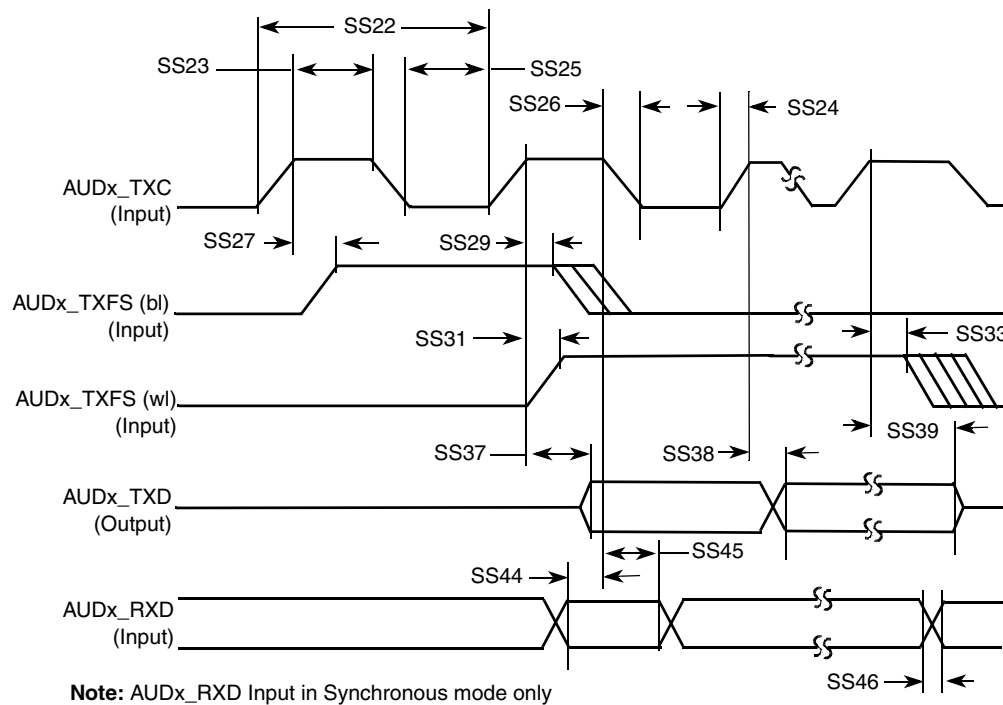 SS22
SS23
SS25
SS26
SS24
AUDx_TXC
(Input)
SS27
SS29
AUDx_TXFS (bl)
(Input)
SS31
SS33
AUDx_TXFS (wl)
(Input)
SS39
SS37
SS38
AUDx_TXD
(Output)
SS45
SS44
AUDx_RXD
(Input)
SS46
Note: AUDx_RXD Input in Synchronous mode only